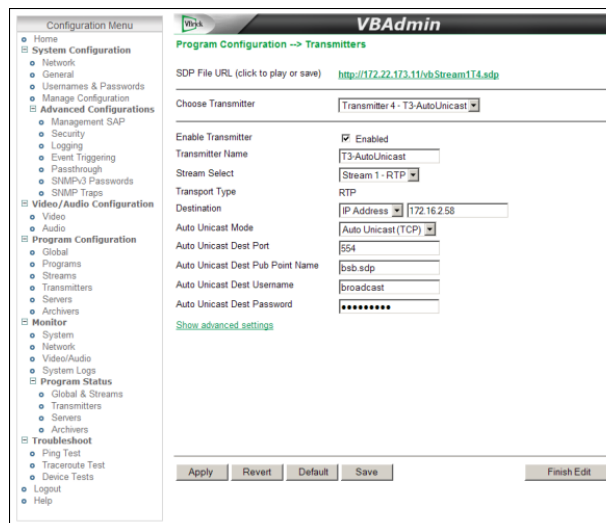 Configuration Menu
Home
System Configuration
Network
General
Usernames & Passwords
Manage Configuration
Advanced Configurations
Management SAP
Security
Logging
Event Triggering
Passthrough
SNMPv3 Passwords
SNMP Traps
Video/Audio Configuration
Video
Audio
Program Configuration
Global
Programs
Streams
Transmitters
Servers
Archivers
Monitor
System
Network
Video/Audio
System Logs
Program Status
Global & Streams
Transmitters
Servers
Archivers
Troubleshoot
Ping Test
Traceroute Test
Device Tests
Logout
Help
VBrick VBAdmin
Program Configuration --> Transmitters
SDP File URL (click to play or save) http://172.22.173.11/vbStream1T4.sdp
Choose Transmitter Transmitter 4 - T3-AutoUnicast
Enable Transmitter Enabled
Transmitter Name T3-AutoUnicast
Stream Select Stream 1 - RTP
Transport Type RTP
Destination IP Address 172.16.2.58
Auto Unicast Mode Auto Unicast (TCP)
Auto Unicast Dest Port 554
Auto Unicast Dest Pub Point Name bsb.sdp
Auto Unicast Dest Username broadcast
Auto Unicast Dest Password •••••••••
Show advanced settings
Apply Revert Default Save Finish Edit